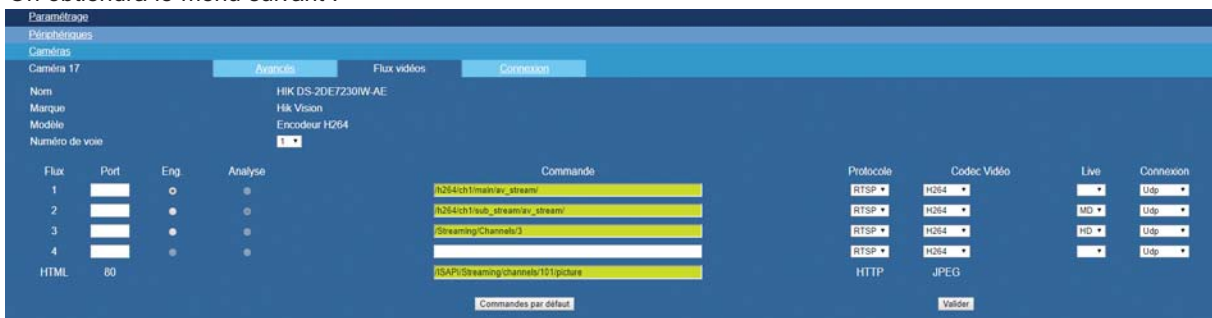 On obtiendra le menu suivant :
Paramétrage
Périphériques
Caméras
Caméra 17 Avancés Flux vidéos Connexion
Nom HIK DS-2DE7230IW-AE
Marque Hik Vision
Modèle Encodeur H264
Numéro de voie 1
Flux Port Eng. Analyse Commande Protocole Codec Vidéo Live Connexion
1 /h264/ch1/main/av_stream/ RTSP H264 Udp
2 /h264/ch1/sub_stream/av_stream/ RTSP H264 MD Udp
3 /Streaming/Channels/3 RTSP H264 HD Udp
4 RTSP H264 Udp
HTML 80 /ISAPI/Streaming/channels/101/picture HTTP JPEG
Commandes par défaut Valider